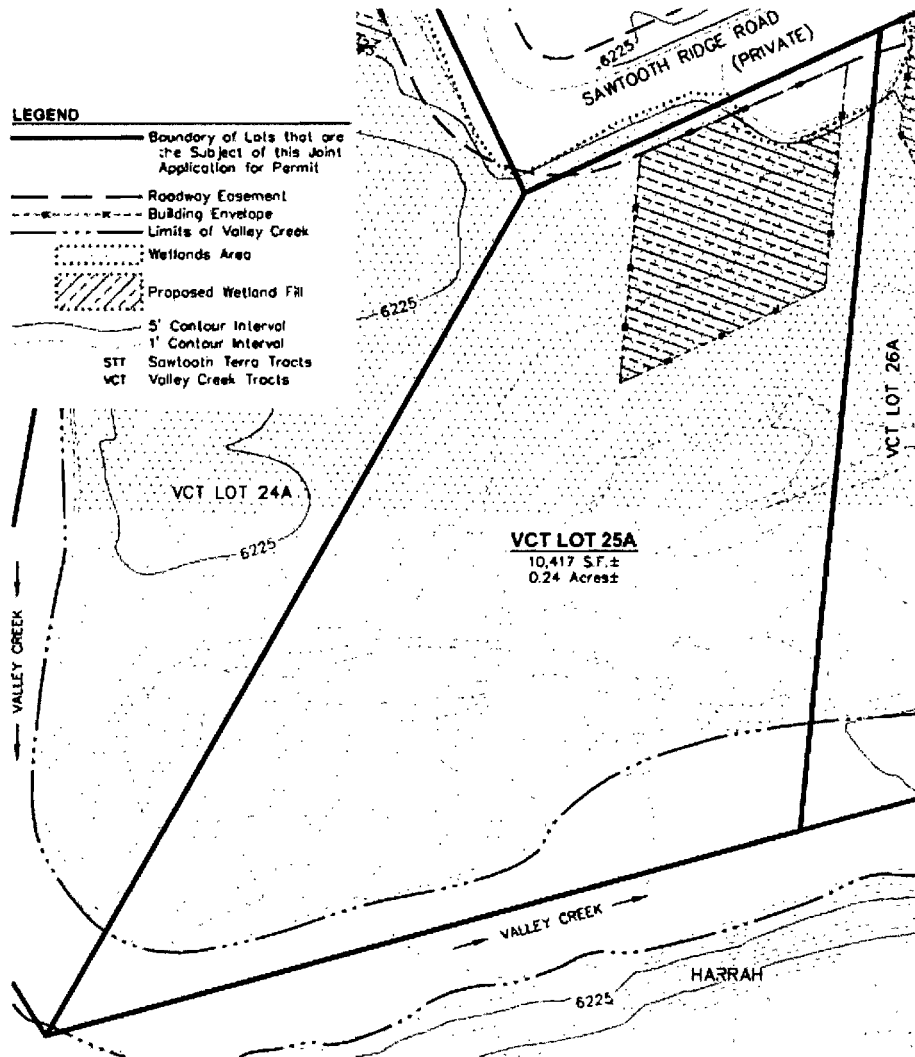 6225
SAWTOOTH RIDGE ROAD
(PRIVATE)
LEGEND
Boundary of Lots that are
the Subject of this Joint
Application for Permit
Roadway Easement
Building Envelope
Limits of Valley Creek
Wetlands Area
Proposed Wetland Fill
5' Contour Interval
1' Contour Interval
STT Sawtooth Terra Tracts
VCT Valley Creek Tracts
6225
VCT LOT 26A
VCT LOT 24A
6225
VCT LOT 25A
10,417 S.F.±
0.24 Acres±
VALLEY CREEK
VALLEY CREEK
HARRAH
6225